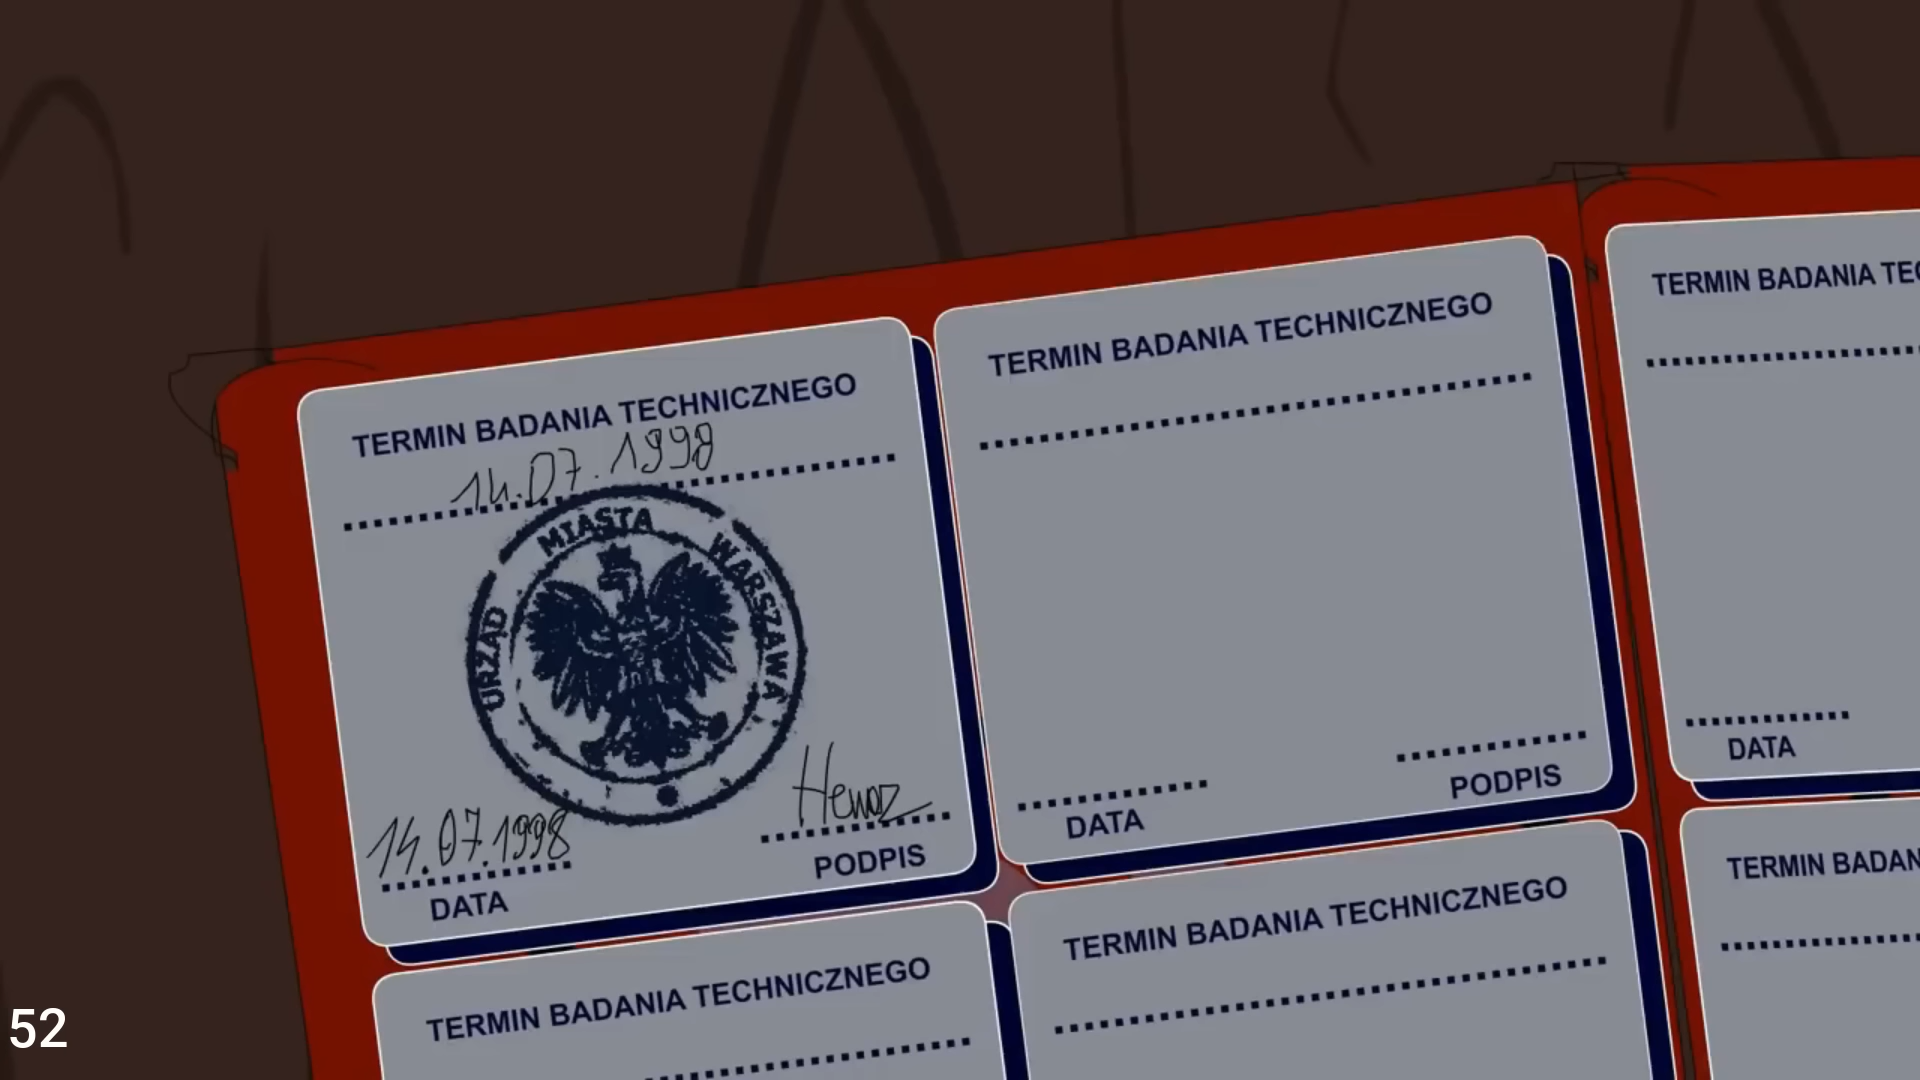 TERMIN BADANIA TECHNICZNEGO
14.07.1998
URZĄD MIASTA WARSZAWA
14.07.1998
DATA
PODPIS
TERMIN BADANIA TECHNICZNEGO
DATA
PODPIS
TERMIN BADANIA TEC
DATA
TERMIN BADANIA TECHNICZNEGO
TERMIN BADANIA TECHNICZNEGO
TERMIN BADAN
52